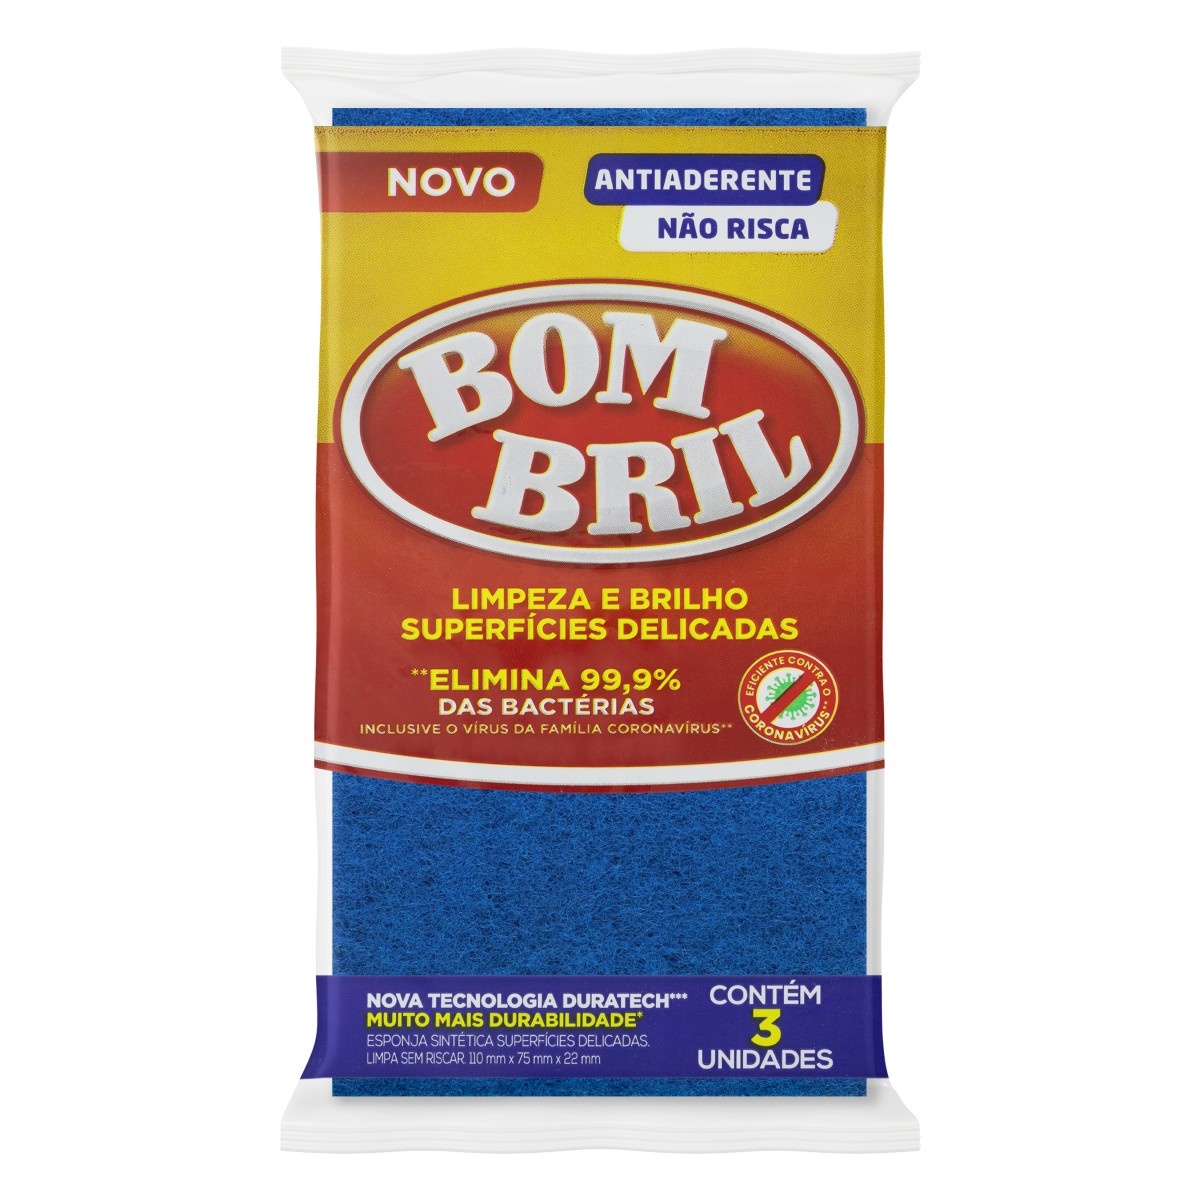 NOVO
ANTIADERENTE
NÃO RISCA
BOM
BRIL
LIMPEZA E BRILHO
SUPERFÍCIES DELICADAS
**ELIMINA 99,9%
DAS BACTÉRIAS
INCLUSIVE O VÍRUS DA FAMÍLIA CORONAVÍRUS**
EFICIENTE CONTRA O
CORONAVÍRUS**
NOVA TECNOLOGIA DURATECH***
MUITO MAIS DURABILIDADE*
ESPONJA SINTÉTICA SUPERFÍCIES DELICADAS.
LIMPA SEM RISCAR. 110 mm x 75 mm x 22 mm
CONTÉM
3
UNIDADES